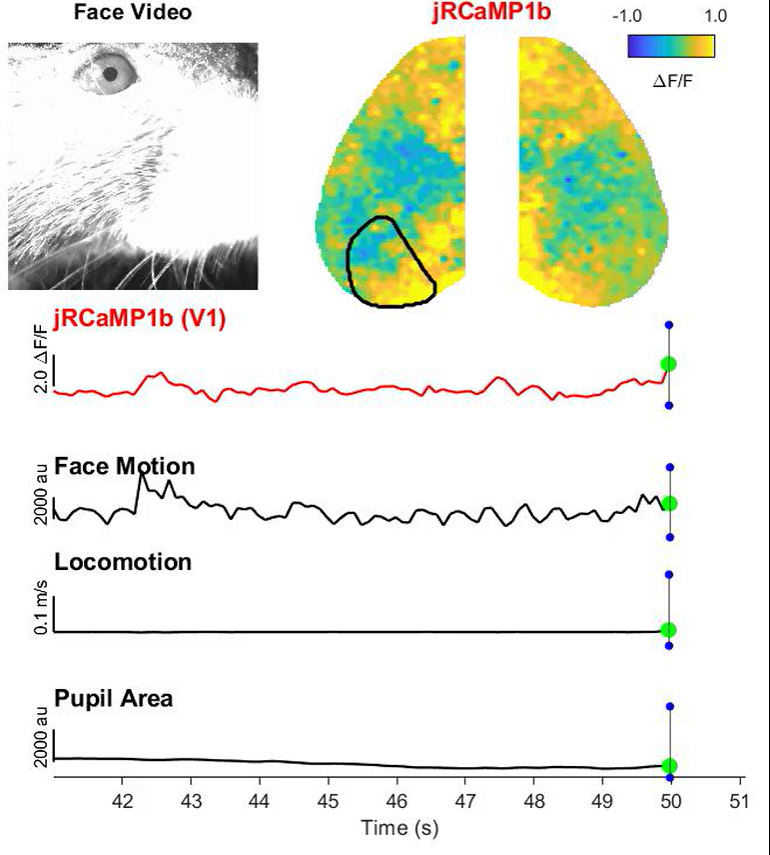 Face Video
jRCaMP1b
-1.0 1.0
ΔF/F
jRCaMP1b (V1)
2.0 ΔF/F
Face Motion
2000 au
Locomotion
0.1 m/s
Pupil Area
2000 au
42 43 44 45 46 47 48 49 50 51
Time (s)